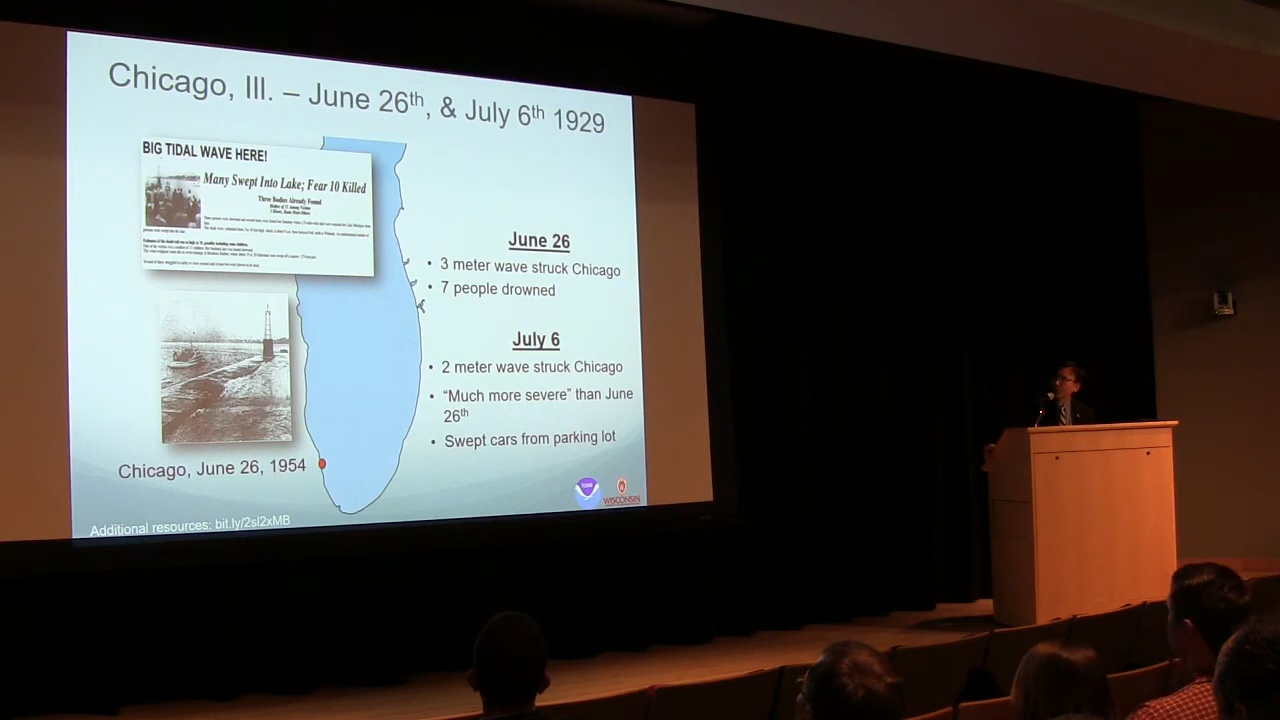 Chicago, Ill. – June 26th, & July 6th 1929
BIG TIDAL WAVE HERE!
Many Swept Into Lake; Fear 10 Killed
Three Bodies Already Found
June 26
• 3 meter wave struck Chicago
• 7 people drowned
July 6
• 2 meter wave struck Chicago
• “Much more severe” than June
26th
• Swept cars from parking lot
Chicago, June 26, 1954
NOAA
WISCONSIN
Additional resources: bit.ly/2sI2xMB